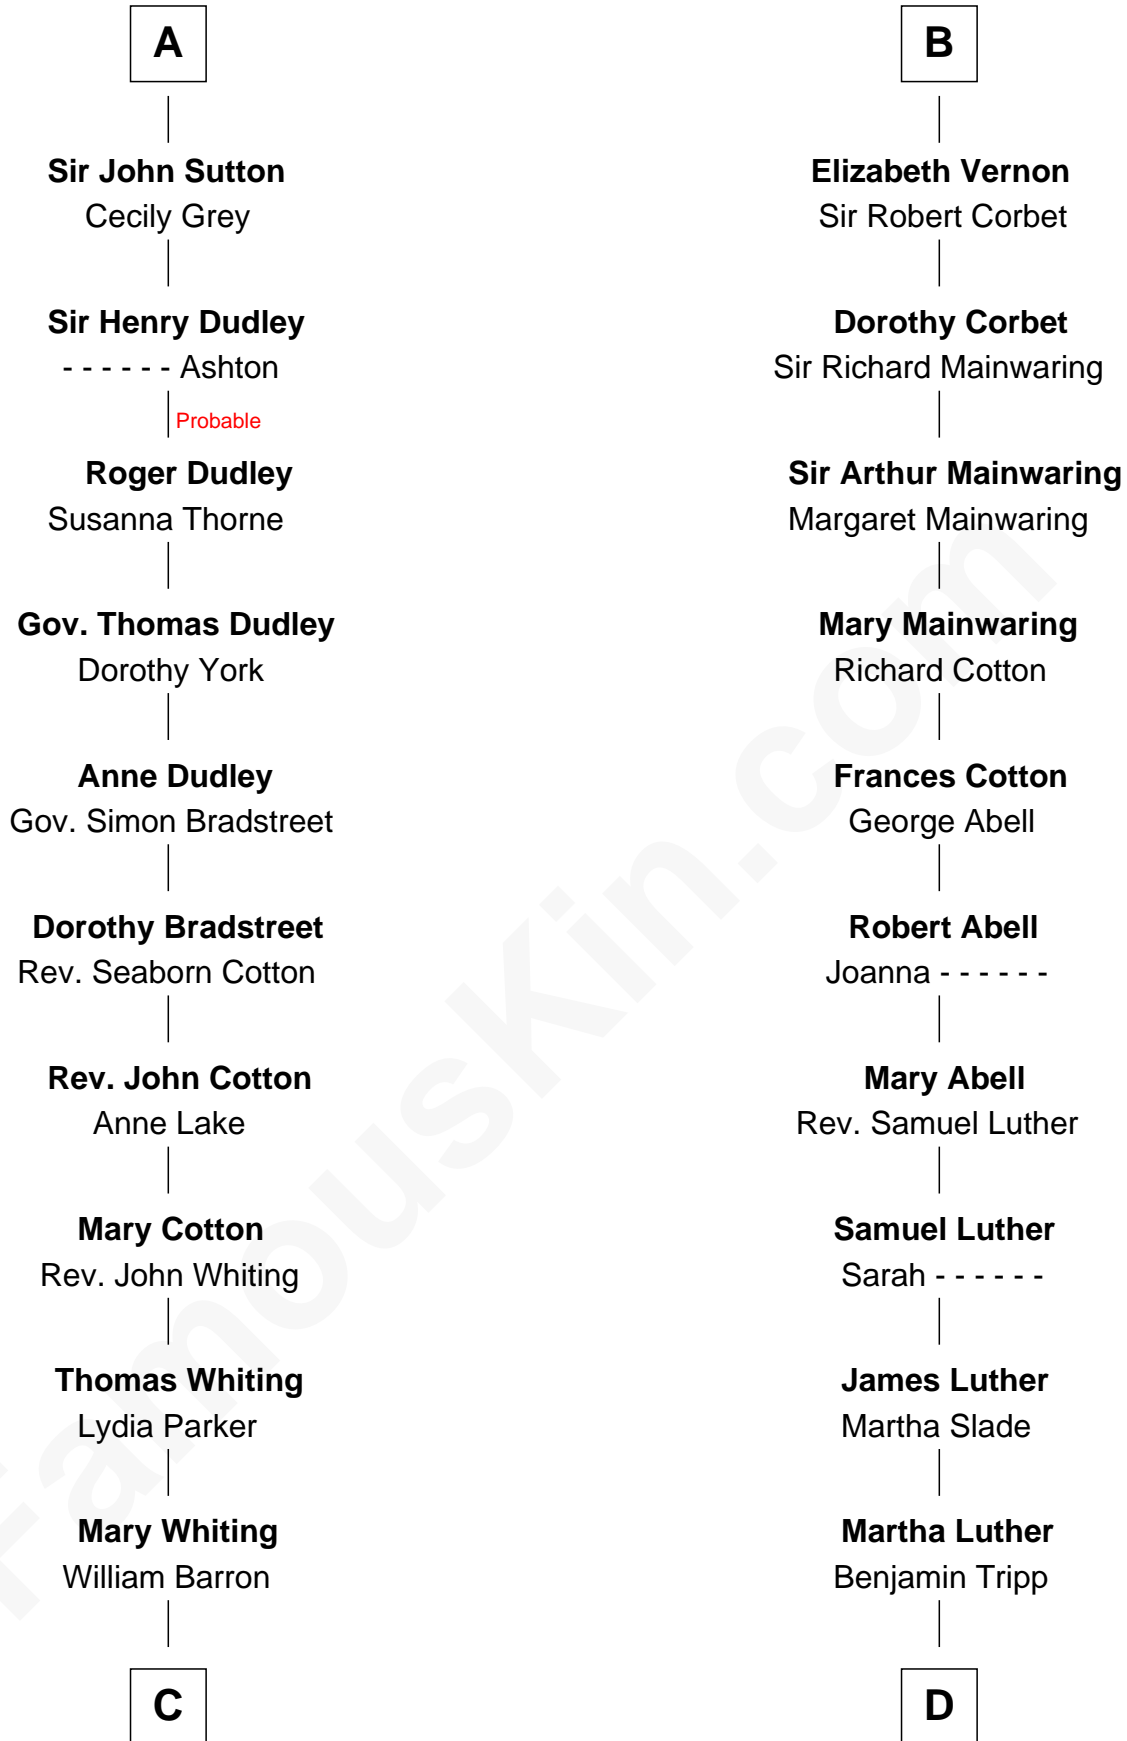 A
Sir John Sutton
Cecily Grey
Sir Henry Dudley
- - - - - - Ashton
Probable
Roger Dudley
Susanna Thorne
Gov. Thomas Dudley
Dorothy York
Anne Dudley
Gov. Simon Bradstreet
Dorothy Bradstreet
Rev. Seaborn Cotton
Rev. John Cotton
Anne Lake
Mary Cotton
Rev. John Whiting
Thomas Whiting
Lydia Parker
Mary Whiting
William Barron
C
B
Elizabeth Vernon
Sir Robert Corbet
Dorothy Corbet
Sir Richard Mainwaring
Sir Arthur Mainwaring
Margaret Mainwaring
Mary Mainwaring
Richard Cotton
Frances Cotton
George Abell
Robert Abell
Joanna - - - - - -
Mary Abell
Rev. Samuel Luther
Samuel Luther
Sarah - - - - - -
James Luther
Martha Slade
Martha Luther
Benjamin Tripp
D
FamousKin.com